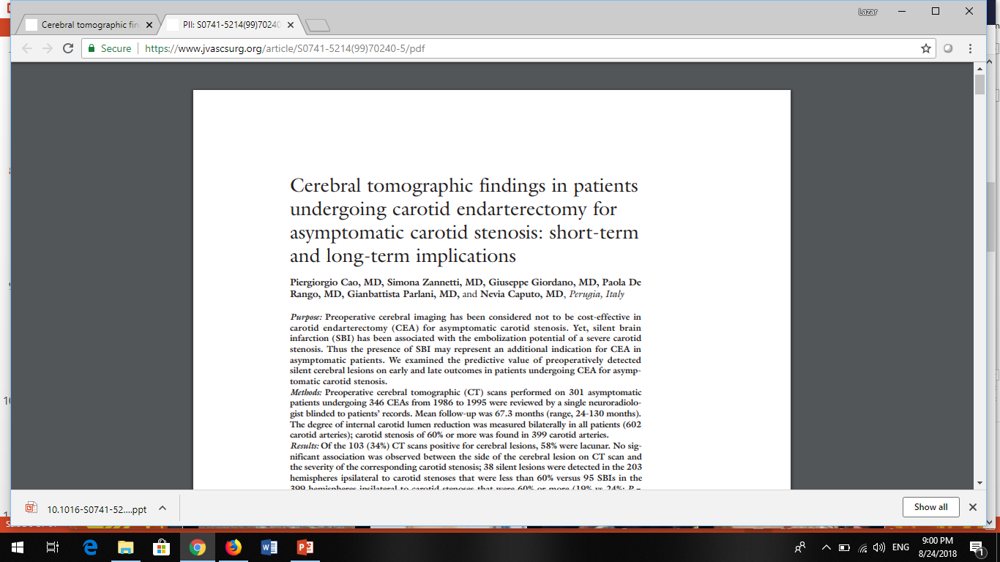 Lazar
Cerebral tomographic fin
PII: S0741-5214(99)70240
Secure
https://www.jvascsurg.org/article/S0741-5214(99)70240-5/pdf
Cerebral tomographic findings in patients
undergoing carotid endarterectomy for
asymptomatic carotid stenosis: short-term
and long-term implications
Piergiorgio Cao, MD, Simona Zannetti, MD, Giuseppe Giordano, MD, Paola De
Rango, MD, Gianbattista Parlani, MD, and Nevia Caputo, MD, Perugia, Italy
Purpose: Preoperative cerebral imaging has been considered not to be cost-effective in
carotid endarterectomy (CEA) for asymptomatic carotid stenosis. Yet, silent brain
infarction (SBI) has been associated with the embolization potential of a severe carotid
stenosis. Thus the presence of SBI may represent an additional indication for CEA in
asymptomatic patients. We examined the predictive value of preoperatively detected
silent cerebral lesions on early and late outcomes in patients undergoing CEA for asymp-
tomatic carotid stenosis.
Methods: Preoperative cerebral tomographic (CT) scans performed on 301 asymptomatic
patients undergoing 346 CEAs from 1986 to 1995 were reviewed by a single neuroradiolo-
gist blinded to patients' records. Mean follow-up was 67.3 months (range, 24-130 months).
The degree of internal carotid lumen reduction was measured bilaterally in all patients (602
carotid arteries); carotid stenosis of 60% or more was found in 399 carotid arteries.
Results: Of the 103 (34%) CT scans positive for cerebral lesions, 58% were lacunar. No sig-
nificant association was observed between the side of the cerebral lesion on CT scan and
the severity of the corresponding carotid stenosis; 38 silent lesions were detected in the 203
hemispheres ipsilateral to carotid stenoses that were less than 60% versus 95 SBIs in the
399 hemispheres ipsilateral to carotid stenoses that were 60% or more (19% vs 24%; P =
10.1016-S0741-52....ppt
Show all
ENG
9:00 PM
8/24/2018
1